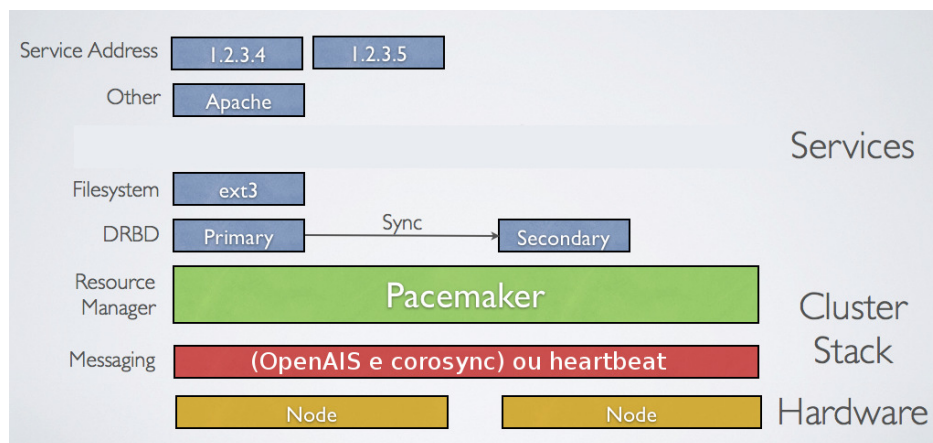 Service Address 1.2.3.4 1.2.3.5
Other Apache
Services
Filesystem ext3
Sync
DRBD Primary Secondary
Resource
Manager
Pacemaker
Cluster
Stack
Messaging (OpenAIS e corosync) ou heartbeat
Node Node Hardware